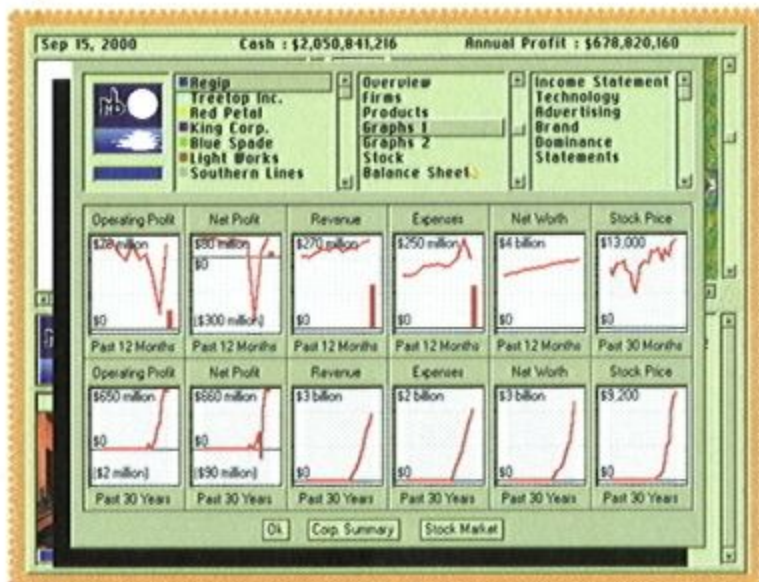 Sep 15, 2000 Cash : $2,050,841,216 Annual Profit : $678,820,160
Regip Overview Income Statement
Treetop Inc. Firms Technology
Red Petal Products Advertising
King Corp. Graphs 1 Brand
Blue Spade Graphs 2 Dominance
Light Works Stock Statements
Southern Lines Balance Sheet
Operating Profit Net Profit Revenue Expenses Net Worth Stock Price
$78 million $80 million $270 million $250 million $4 billion $13,000
$0
$0 ($300 million) $0 $0 $0 $0
Past 12 Months Past 12 Months Past 12 Months Past 12 Months Past 12 Months Past 30 Months
Operating Profit Net Profit Revenue Expenses Net Worth Stock Price
$650 million $660 million $3 billion $2 billion $3 billion $9,200
$0 $0
($2 million) ($90 million) $0 $0 $0 $0
Past 30 Years Past 30 Years Past 30 Years Past 30 Years Past 30 Years Past 30 Years
Ok Corp. Summary Stock Market